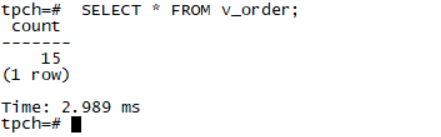 tpch=#  SELECT * FROM v_order;
 count
-------
    15
(1 row)

Time: 2.989 ms
tpch=#